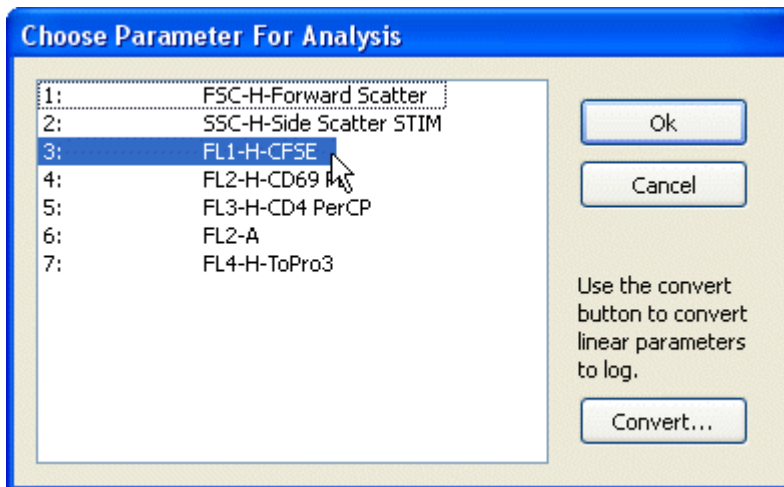 Choose Parameter For Analysis
1: FSC-H-Forward Scatter
2: SSC-H-Side Scatter STIM
3: FL1-H-CFSE
4: FL2-H-CD69
5: FL3-H-CD4 PerCP
6: FL2-A
7: FL4-H-ToPro3
Ok
Cancel
Use the convert
button to convert
linear parameters
to log.
Convert...